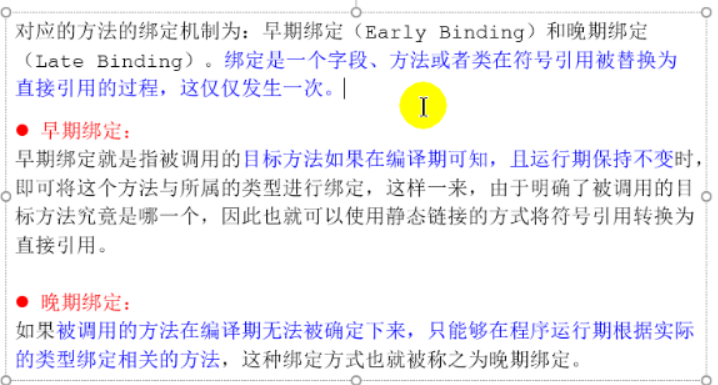 对应的方法的绑定机制为：早期绑定（Early Binding）和晚期绑定
（Late Binding）。绑定是一个字段、方法或者类在符号引用被替换为
直接引用的过程，这仅仅发生一次。
● 早期绑定：
早期绑定就是指被调用的目标方法如果在编译期可知，且运行期保持不变时，
即可将这个方法与所属的类型进行绑定，这样一来，由于明确了被调用的目
标方法究竟是哪一个，因此也就可以使用静态链接的方式将符号引用转换为
直接引用。
● 晚期绑定：
如果被调用的方法在编译期无法被确定下来，只能够在程序运行期根据实际
的类型绑定相关的方法，这种绑定方式也就被称之为晚期绑定。